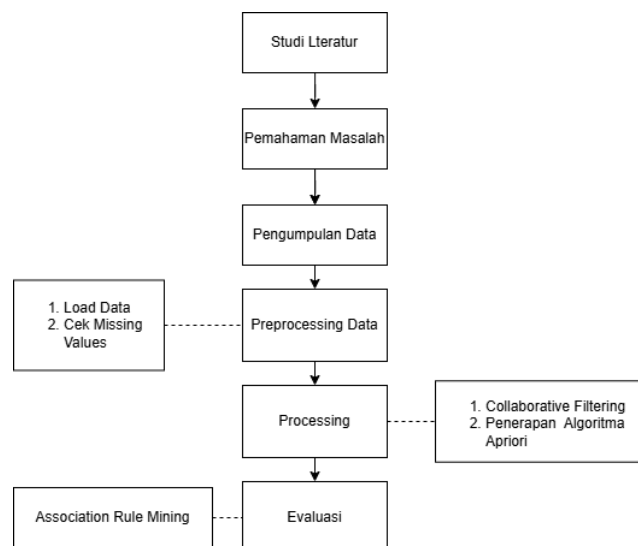 Studi Lteratur
Pemahaman Masalah
Pengumpulan Data
1. Load Data
2. Cek Missing
Values
Preprocessing Data
Processing
1. Collaborative Filtering
2. Penerapan Algoritma
Apriori
Association Rule Mining
Evaluasi